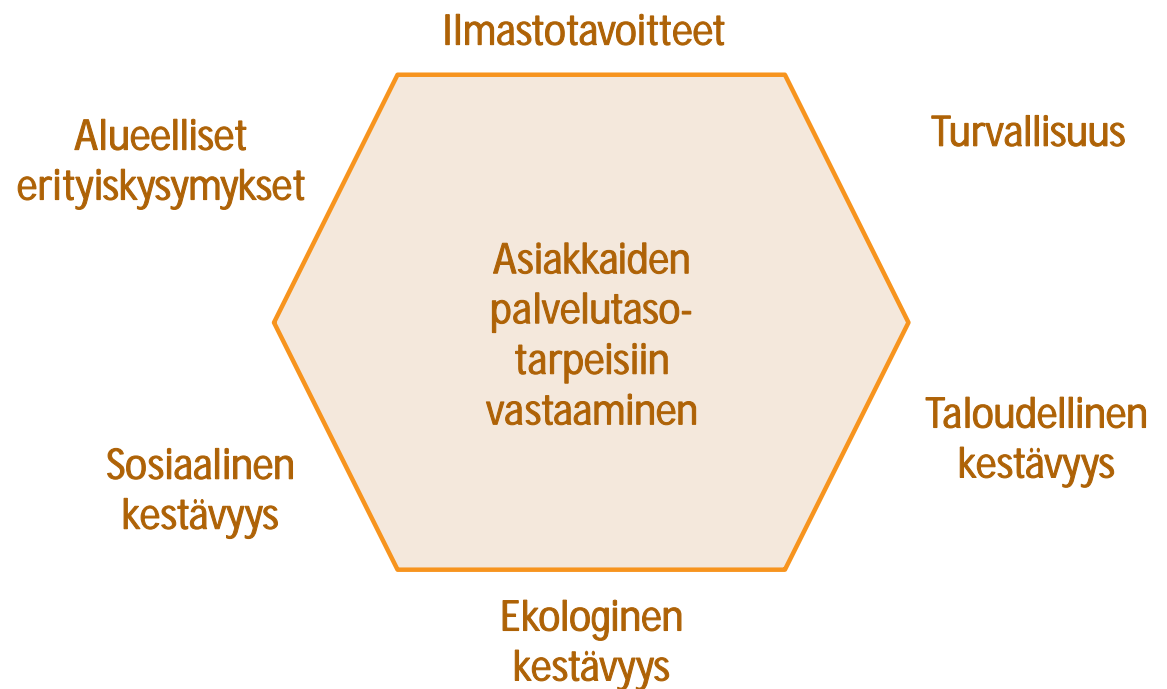 Ilmastotavoitteet
Alueelliset
erityiskysymykset
Turvallisuus
Asiakkaiden
palvelutaso-
tarpeisiin
vastaaminen
Taloudellinen
kestävyys
Sosiaalinen
kestävyys
Ekologinen
kestävyys